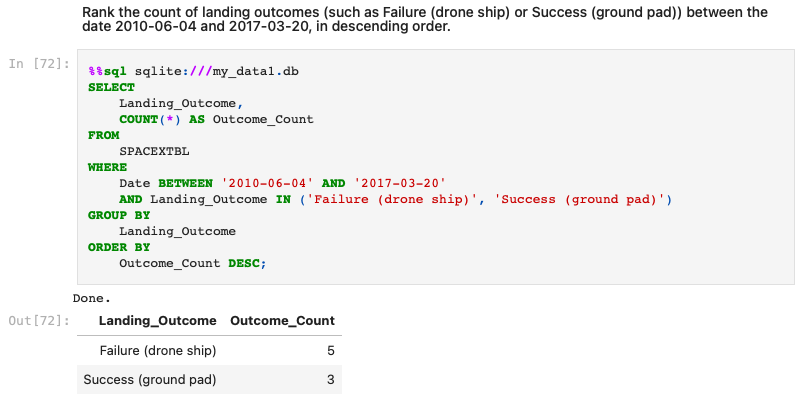 Rank the count of landing outcomes (such as Failure (drone ship) or Success (ground pad)) between the
date 2010-06-04 and 2017-03-20, in descending order.
In [72]:
%%sql sqlite:///my_data1.db
SELECT
    Landing_Outcome,
    COUNT(*) AS Outcome_Count
FROM
    SPACEXTBL
WHERE
    Date BETWEEN '2010-06-04' AND '2017-03-20'
    AND Landing_Outcome IN ('Failure (drone ship)', 'Success (ground pad)')
GROUP BY
    Landing_Outcome
ORDER BY
    Outcome_Count DESC;
Done.
Out[72]:
Landing_Outcome Outcome_Count
Failure (drone ship) 5
Success (ground pad) 3